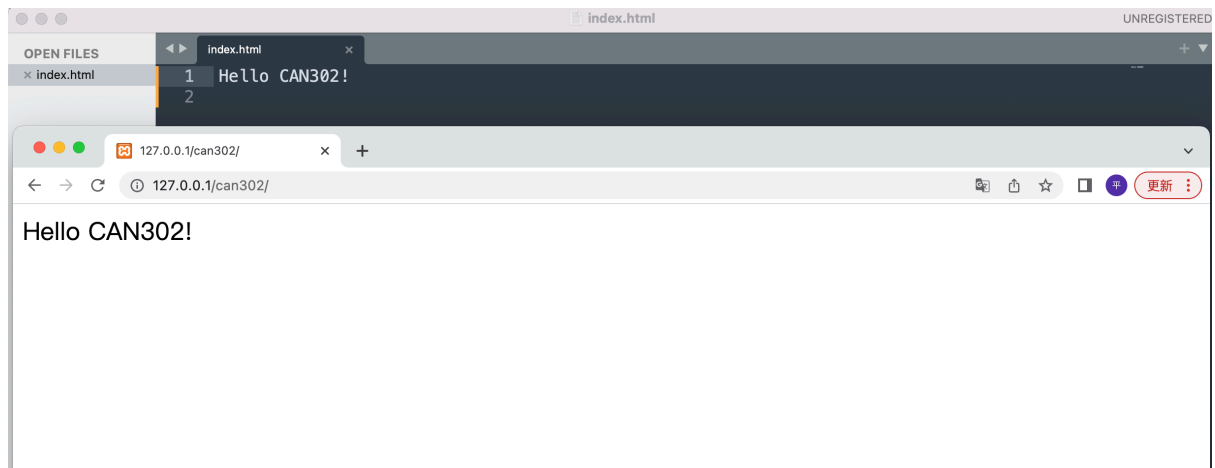 index.html
UNREGISTERED
OPEN FILES
index.html
index.html
1 Hello CAN302!
2
127.0.0.1/can302/
127.0.0.1/can302/
平
更新
Hello CAN302!